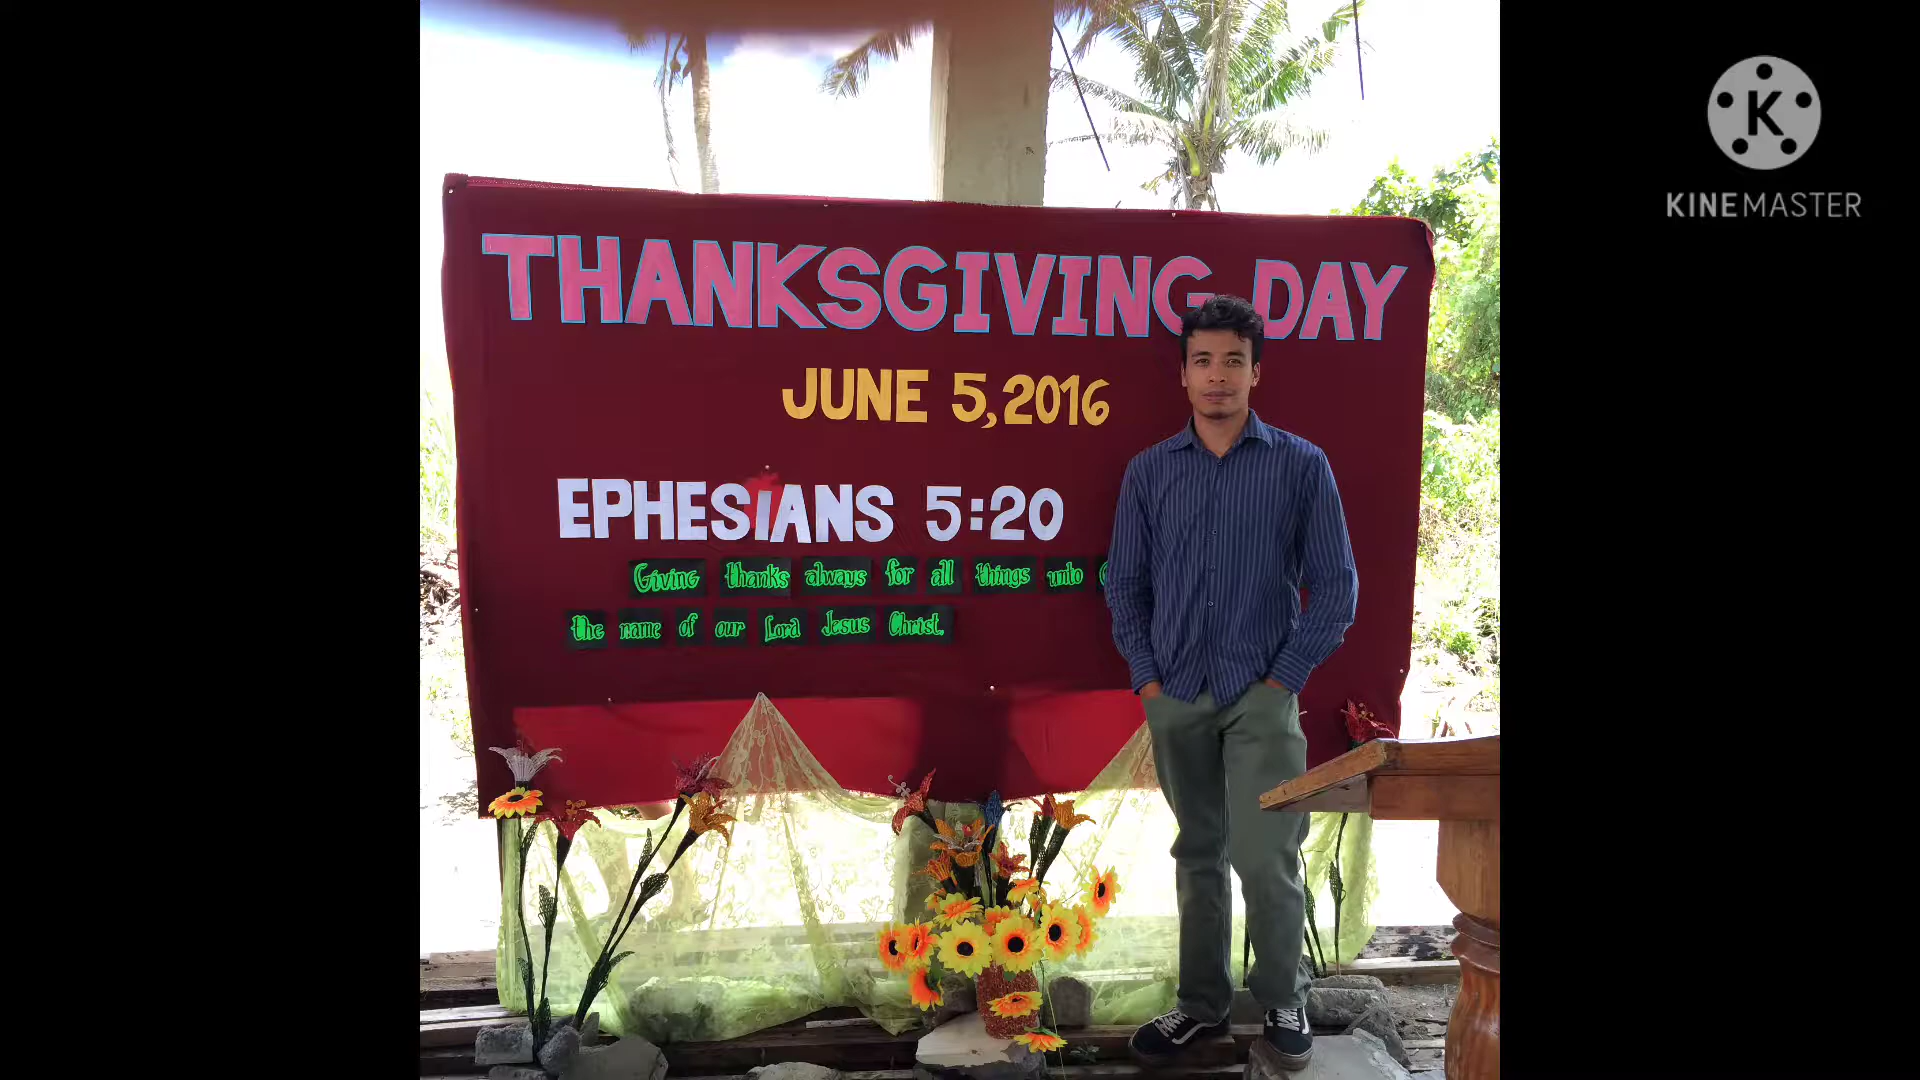 THANKSGIVING DAY
JUNE 5, 2016
EPHESIANS 5:20
Giving thanks always for all things unto
the name of our Lord Jesus Christ.
K
KINEMASTER